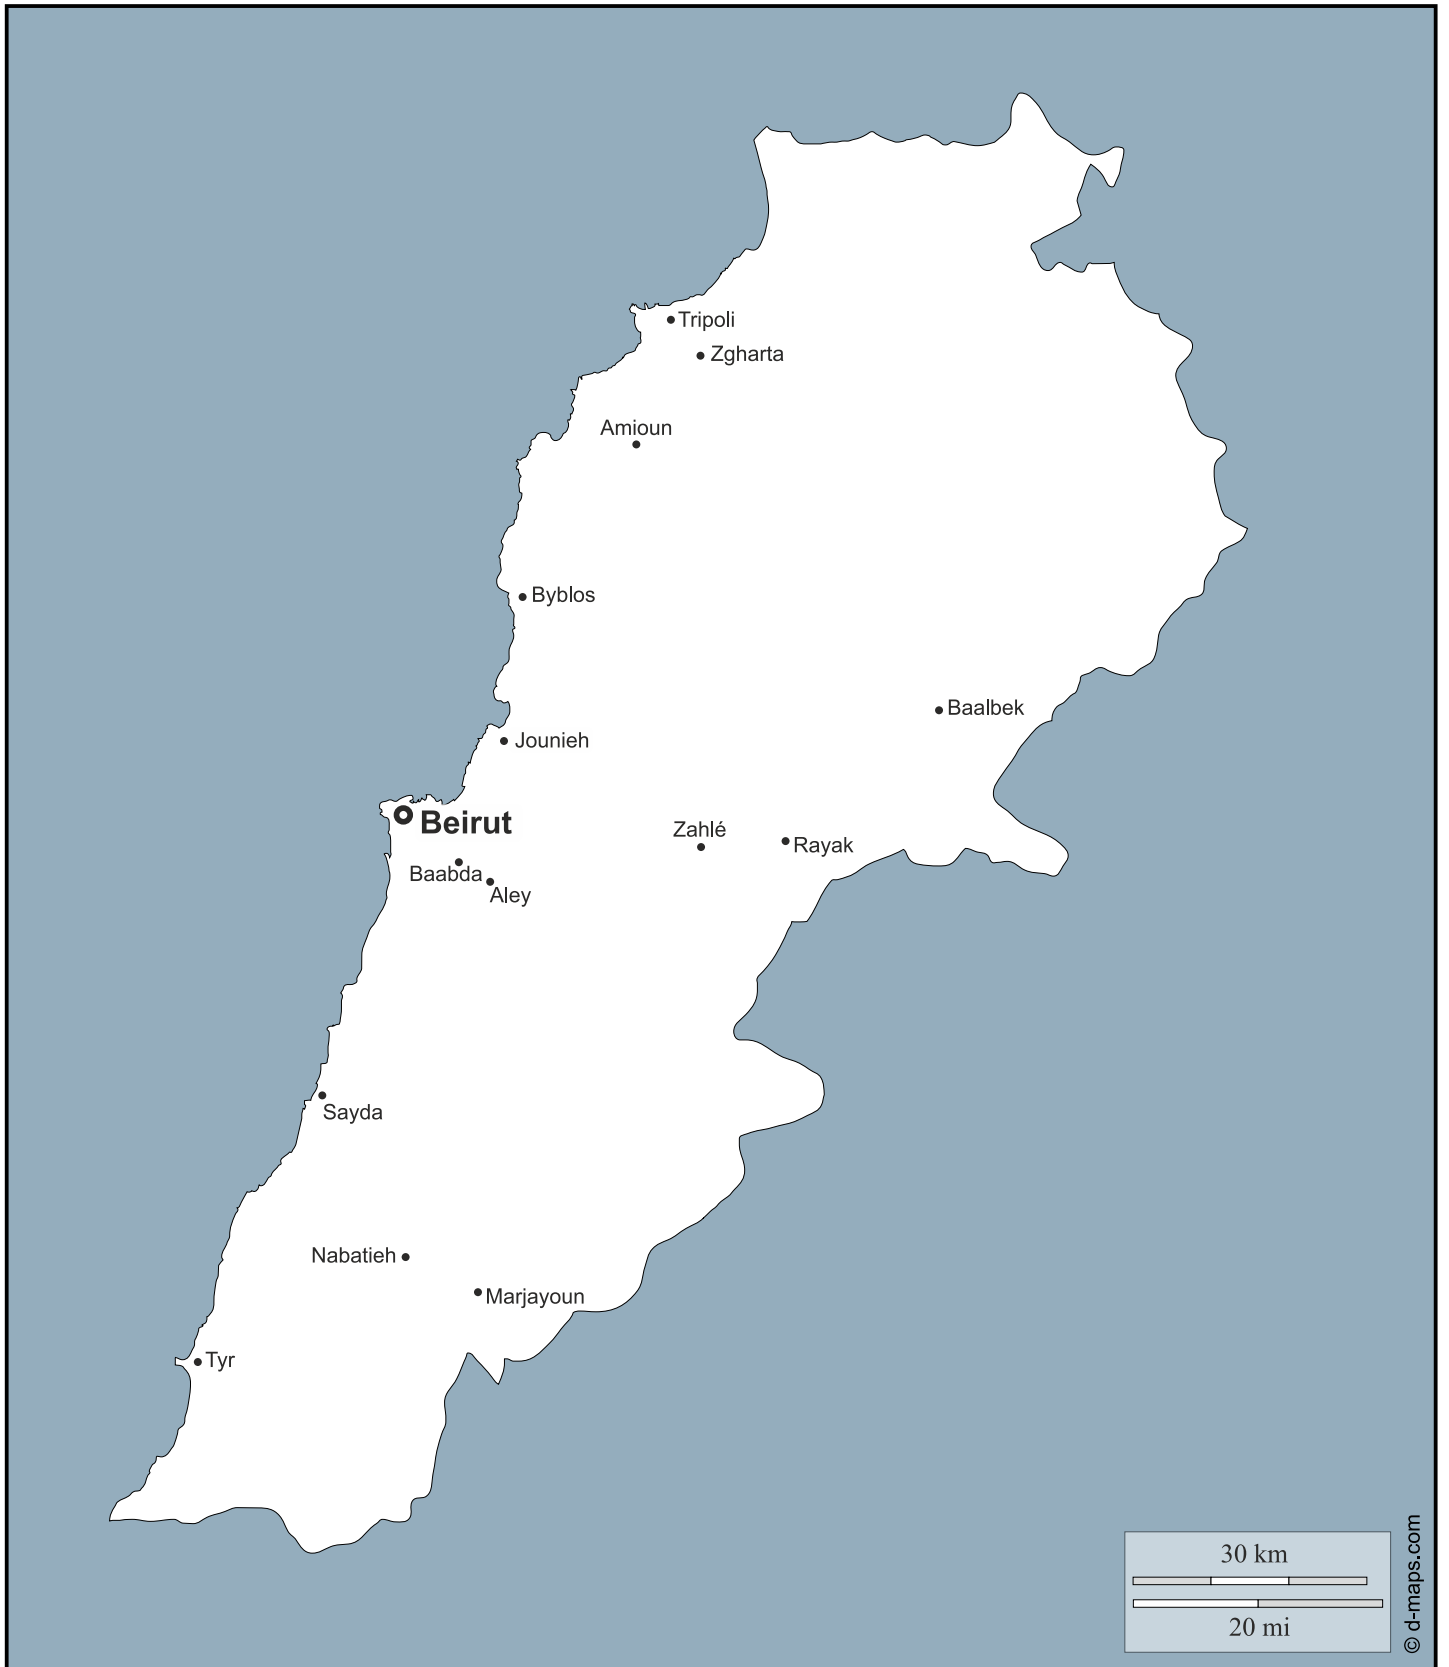 Tripoli
Zgharta
Amioun
Byblos
Baalbek
Jounieh
Beirut
Zahlé
Rayak
Baabda
Aley
Sayda
Nabatieh
Marjayoun
Tyr
30 km
20 mi
© d-maps.com